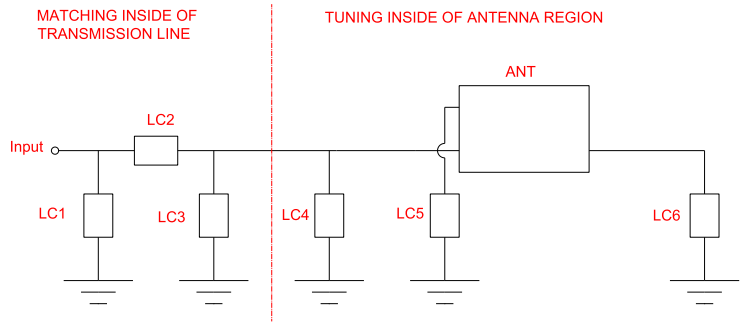 MATCHING INSIDE OF
TRANSMISSION LINE
TUNING INSIDE OF ANTENNA REGION
ANT
LC2
Input
LC1
LC3
LC4
LC5
LC6